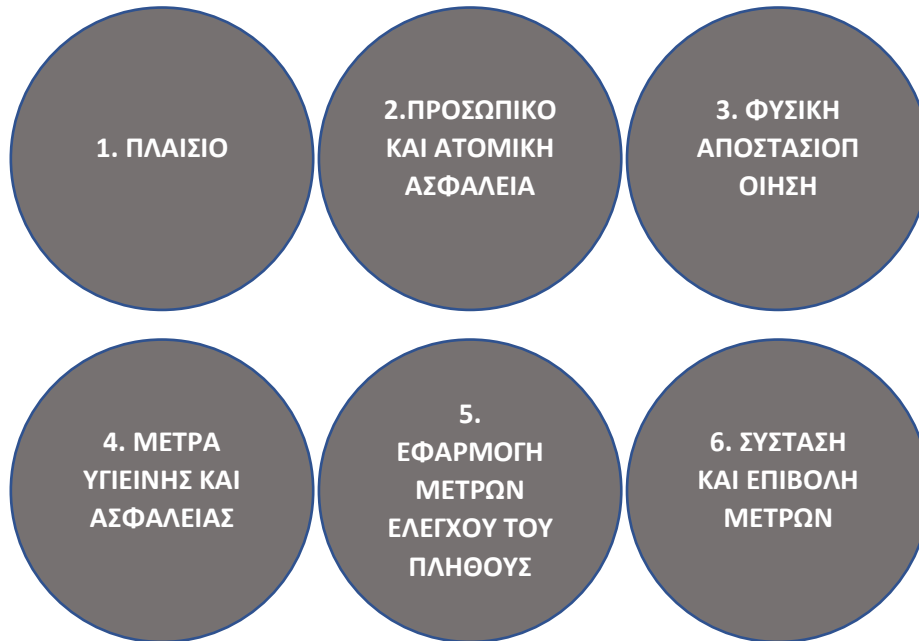 1. ΠΛΑΙΣΙΟ
2.ΠΡΟΣΩΠΙΚΟ
ΚΑΙ ΑΤΟΜΙΚΗ
ΑΣΦΑΛΕΙΑ
3. ΦΥΣΙΚΗ
ΑΠΟΣΤΑΣΙΟΠ
ΟΙΗΣΗ
4. ΜΕΤΡΑ
ΥΓΙΕΙΝΗΣ ΚΑΙ
ΑΣΦΑΛΕΙΑΣ
5.
ΕΦΑΡΜΟΓΗ
ΜΕΤΡΩΝ
ΕΛΕΓΧΟΥ ΤΟΥ
ΠΛΗΘΟΥΣ
6. ΣΥΣΤΑΣΗ
ΚΑΙ ΕΠΙΒΟΛΗ
ΜΕΤΡΩΝ